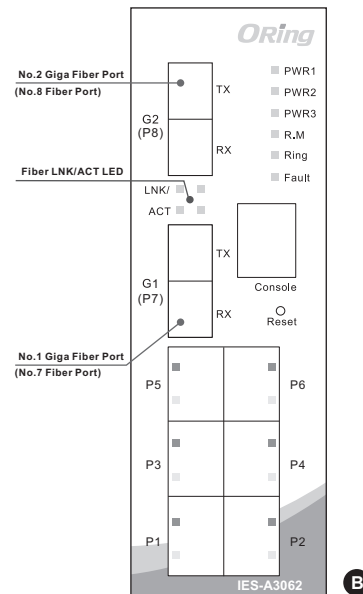 ORing
No.2 Giga Fiber Port
(No.8 Fiber Port)
TX
PWR1
PWR2
PWR3
G2
(P8)
R.M
RX
Ring
Fiber LNK/ACT LED
Fault
LNK/
ACT
TX
G1
(P7)
Console
RX
Reset
No.1 Giga Fiber Port
(No.7 Fiber Port)
P5
P6
P3
P4
P1
P2
IES-A3062
B